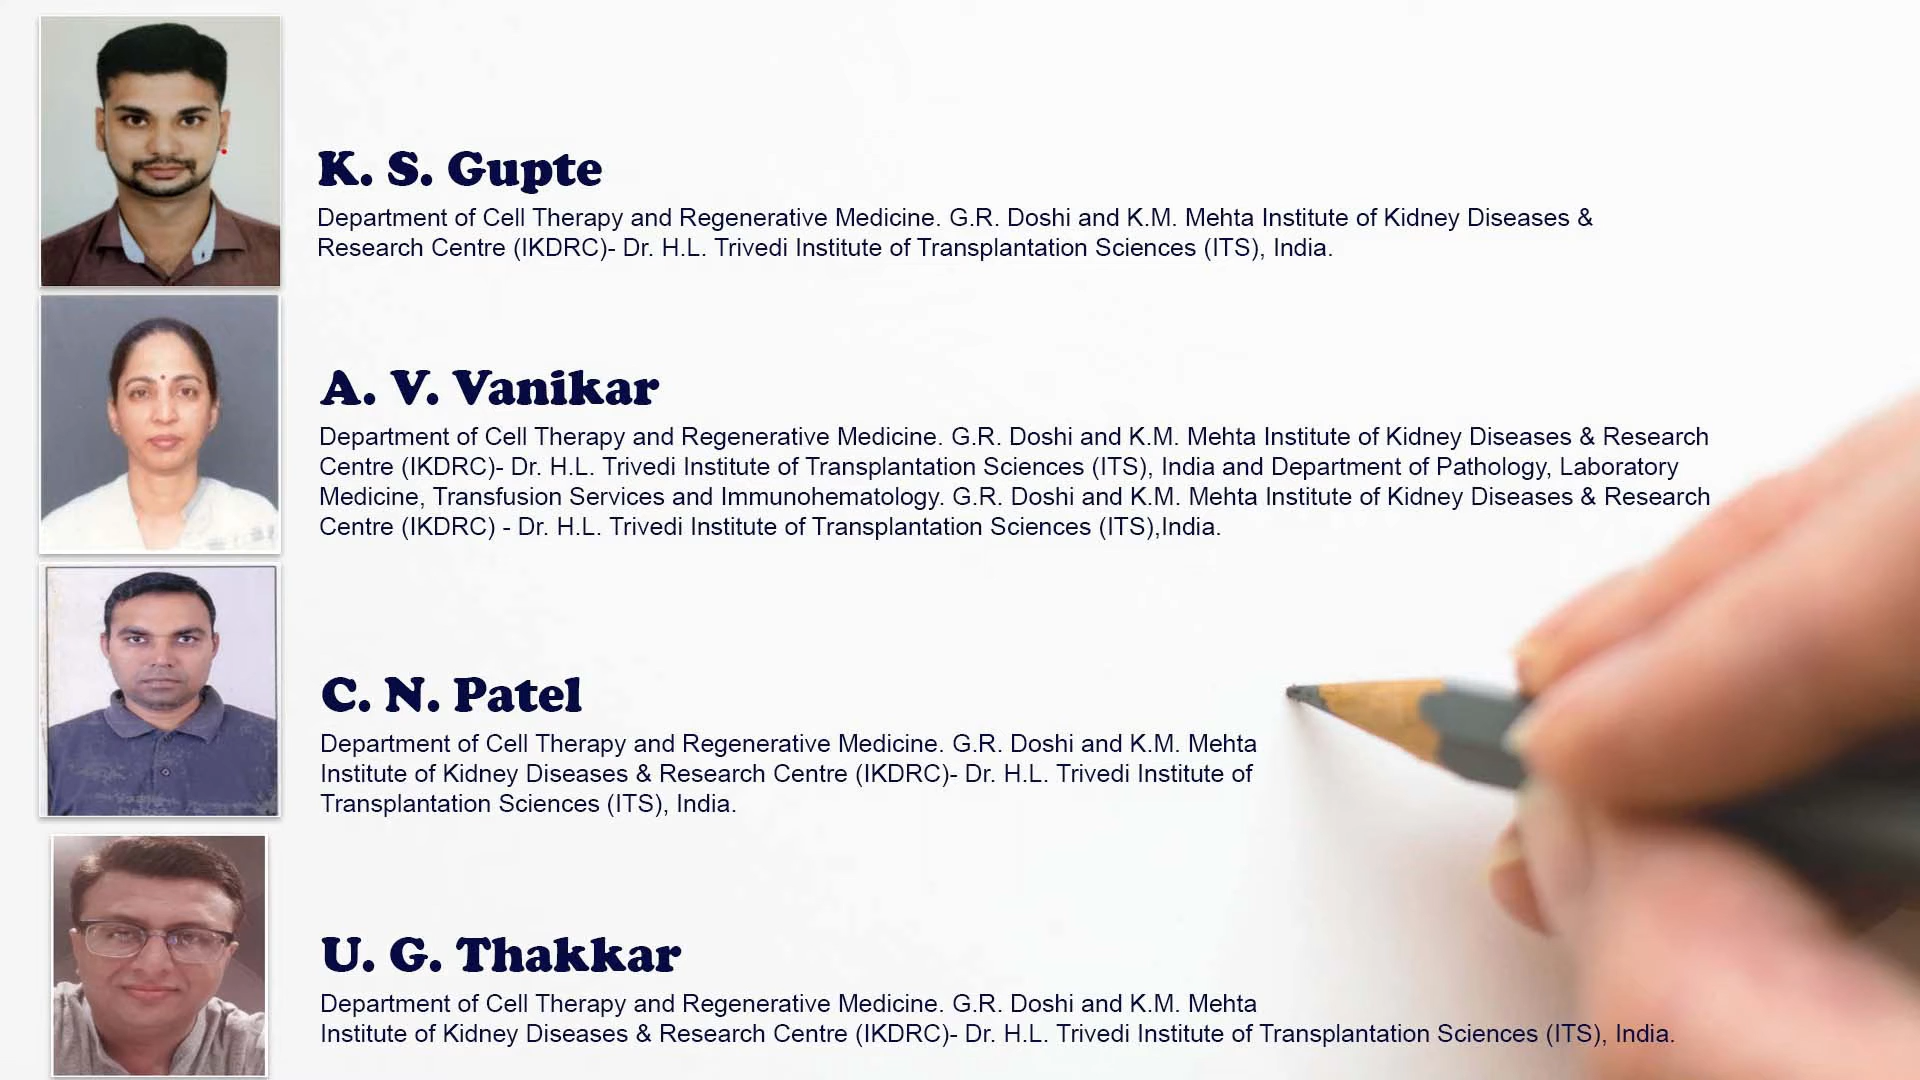 K. S. Gupte
Department of Cell Therapy and Regenerative Medicine. G.R. Doshi and K.M. Mehta Institute of Kidney Diseases &
Research Centre (IKDRC)- Dr. H.L. Trivedi Institute of Transplantation Sciences (ITS), India.
A. V. Vanikar
Department of Cell Therapy and Regenerative Medicine. G.R. Doshi and K.M. Mehta Institute of Kidney Diseases & Research
Centre (IKDRC)- Dr. H.L. Trivedi Institute of Transplantation Sciences (ITS), India and Department of Pathology, Laboratory
Medicine, Transfusion Services and Immunohematology. G.R. Doshi and K.M. Mehta Institute of Kidney Diseases & Research
Centre (IKDRC) - Dr. H.L. Trivedi Institute of Transplantation Sciences (ITS),India.
C. N. Patel
Department of Cell Therapy and Regenerative Medicine. G.R. Doshi and K.M. Mehta
Institute of Kidney Diseases & Research Centre (IKDRC)- Dr. H.L. Trivedi Institute of
Transplantation Sciences (ITS), India.
U. G. Thakkar
Department of Cell Therapy and Regenerative Medicine. G.R. Doshi and K.M. Mehta
Institute of Kidney Diseases & Research Centre (IKDRC)- Dr. H.L. Trivedi Institute of Transplantation Sciences (ITS), India.